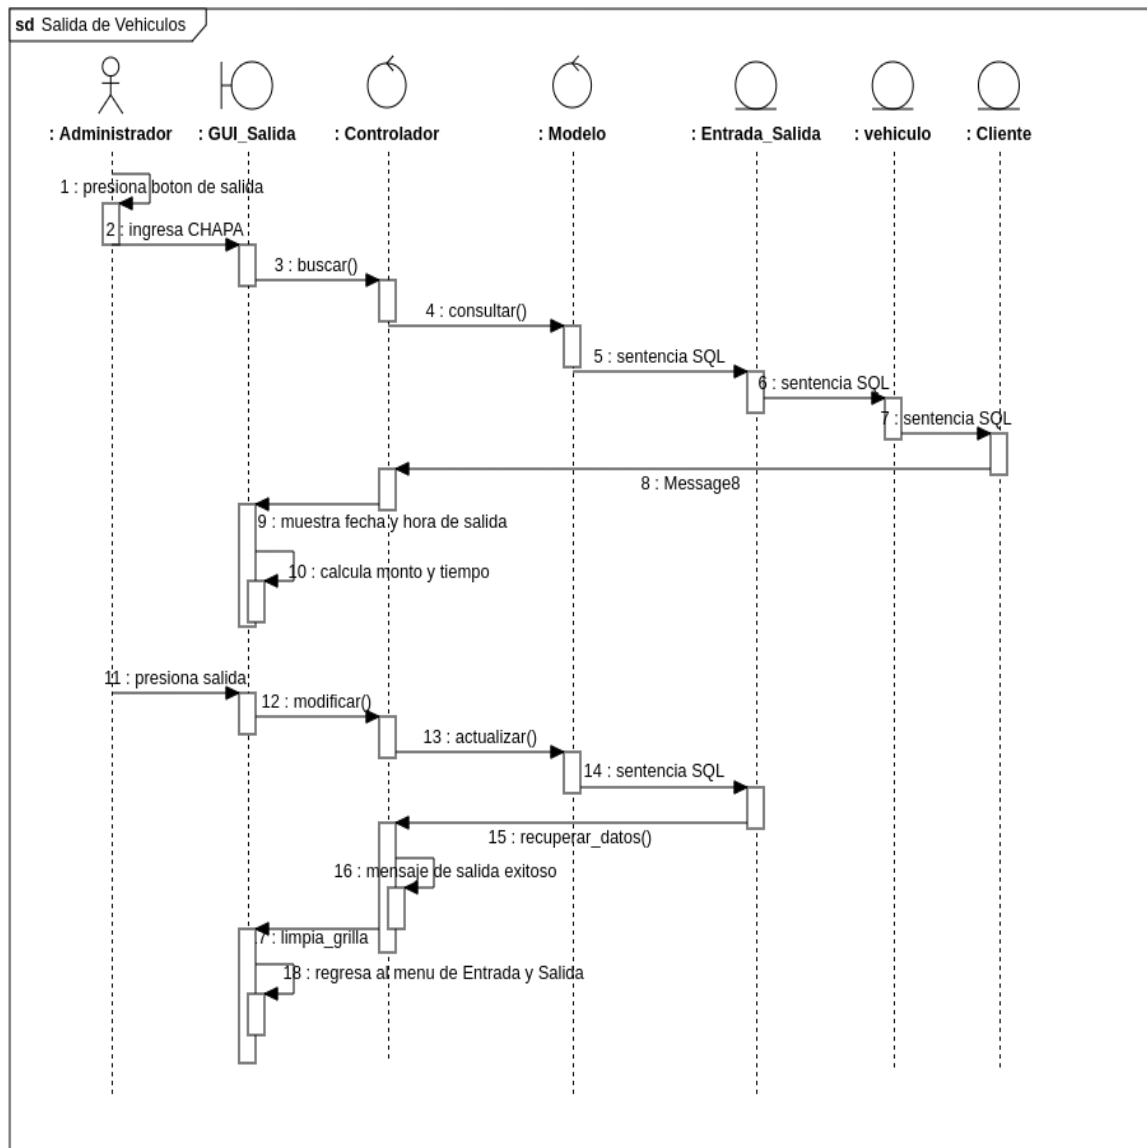 sd Salida de Vehiculos
: Administrador
: GUI_Salida
: Controlador
: Modelo
: Entrada_Salida
: vehiculo
: Cliente
1 : presiona boton de salida
2 : ingresa CHAPA
3 : buscar()
4 : consultar()
5 : sentencia SQL
6 : sentencia SQL
7 : sentencia SQL
8 : Message8
9 : muestra fecha y hora de salida
10 : calcula monto y tiempo
11 : presiona salida
12 : modificar()
13 : actualizar()
14 : sentencia SQL
15 : recuperar_datos()
16 : mensaje de salida exitoso
7 : limpia_grilla
18 : regresa al menu de Entrada y Salida